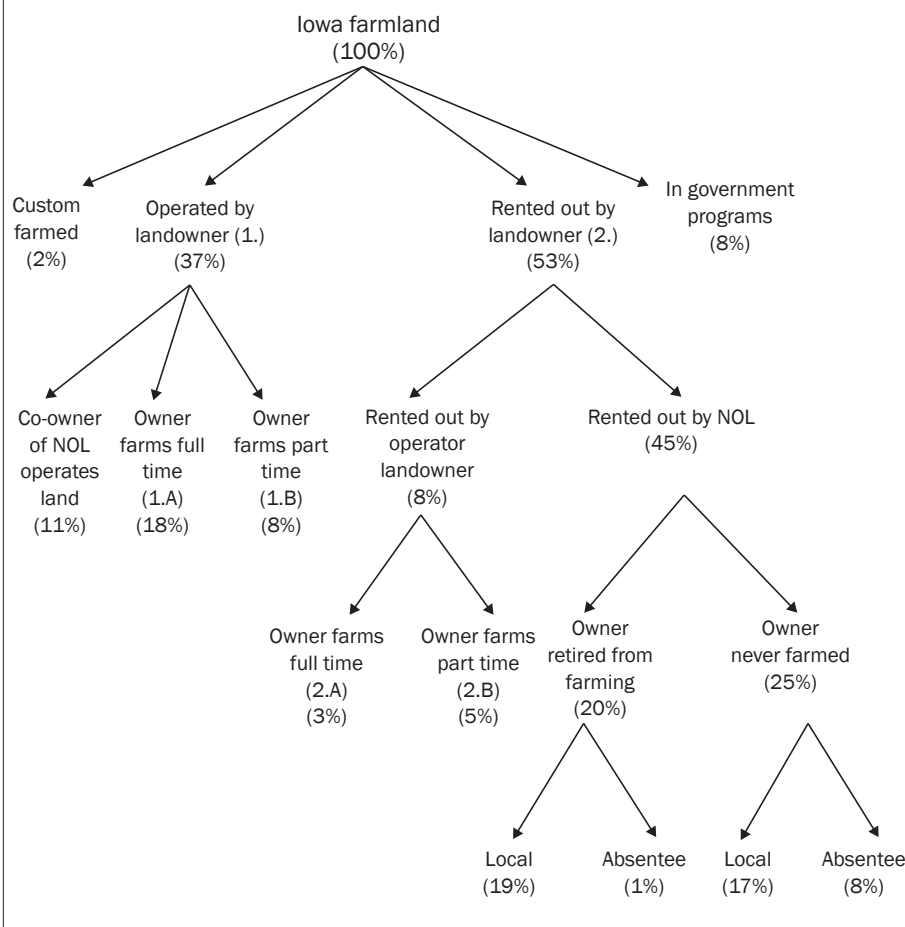 Iowa farmland
(100%)
Custom
farmed
(2%)
Operated by
landowner (1.)
(37%)
Rented out by
landowner (2.)
(53%)
In government
programs
(8%)
Co-owner
of NOL
operates
land
(11%)
Owner
farms full
time
(1.A)
(18%)
Owner
farms part
time
(1.B)
(8%)
Rented out by
operator
landowner
(8%)
Rented out by NOL
(45%)
Owner farms
full time
(2.A)
(3%)
Owner farms
part time
(2.B)
(5%)
Owner
retired from
farming
(20%)
Owner
never farmed
(25%)
Local
(19%)
Absentee
(1%)
Local
(17%)
Absentee
(8%)